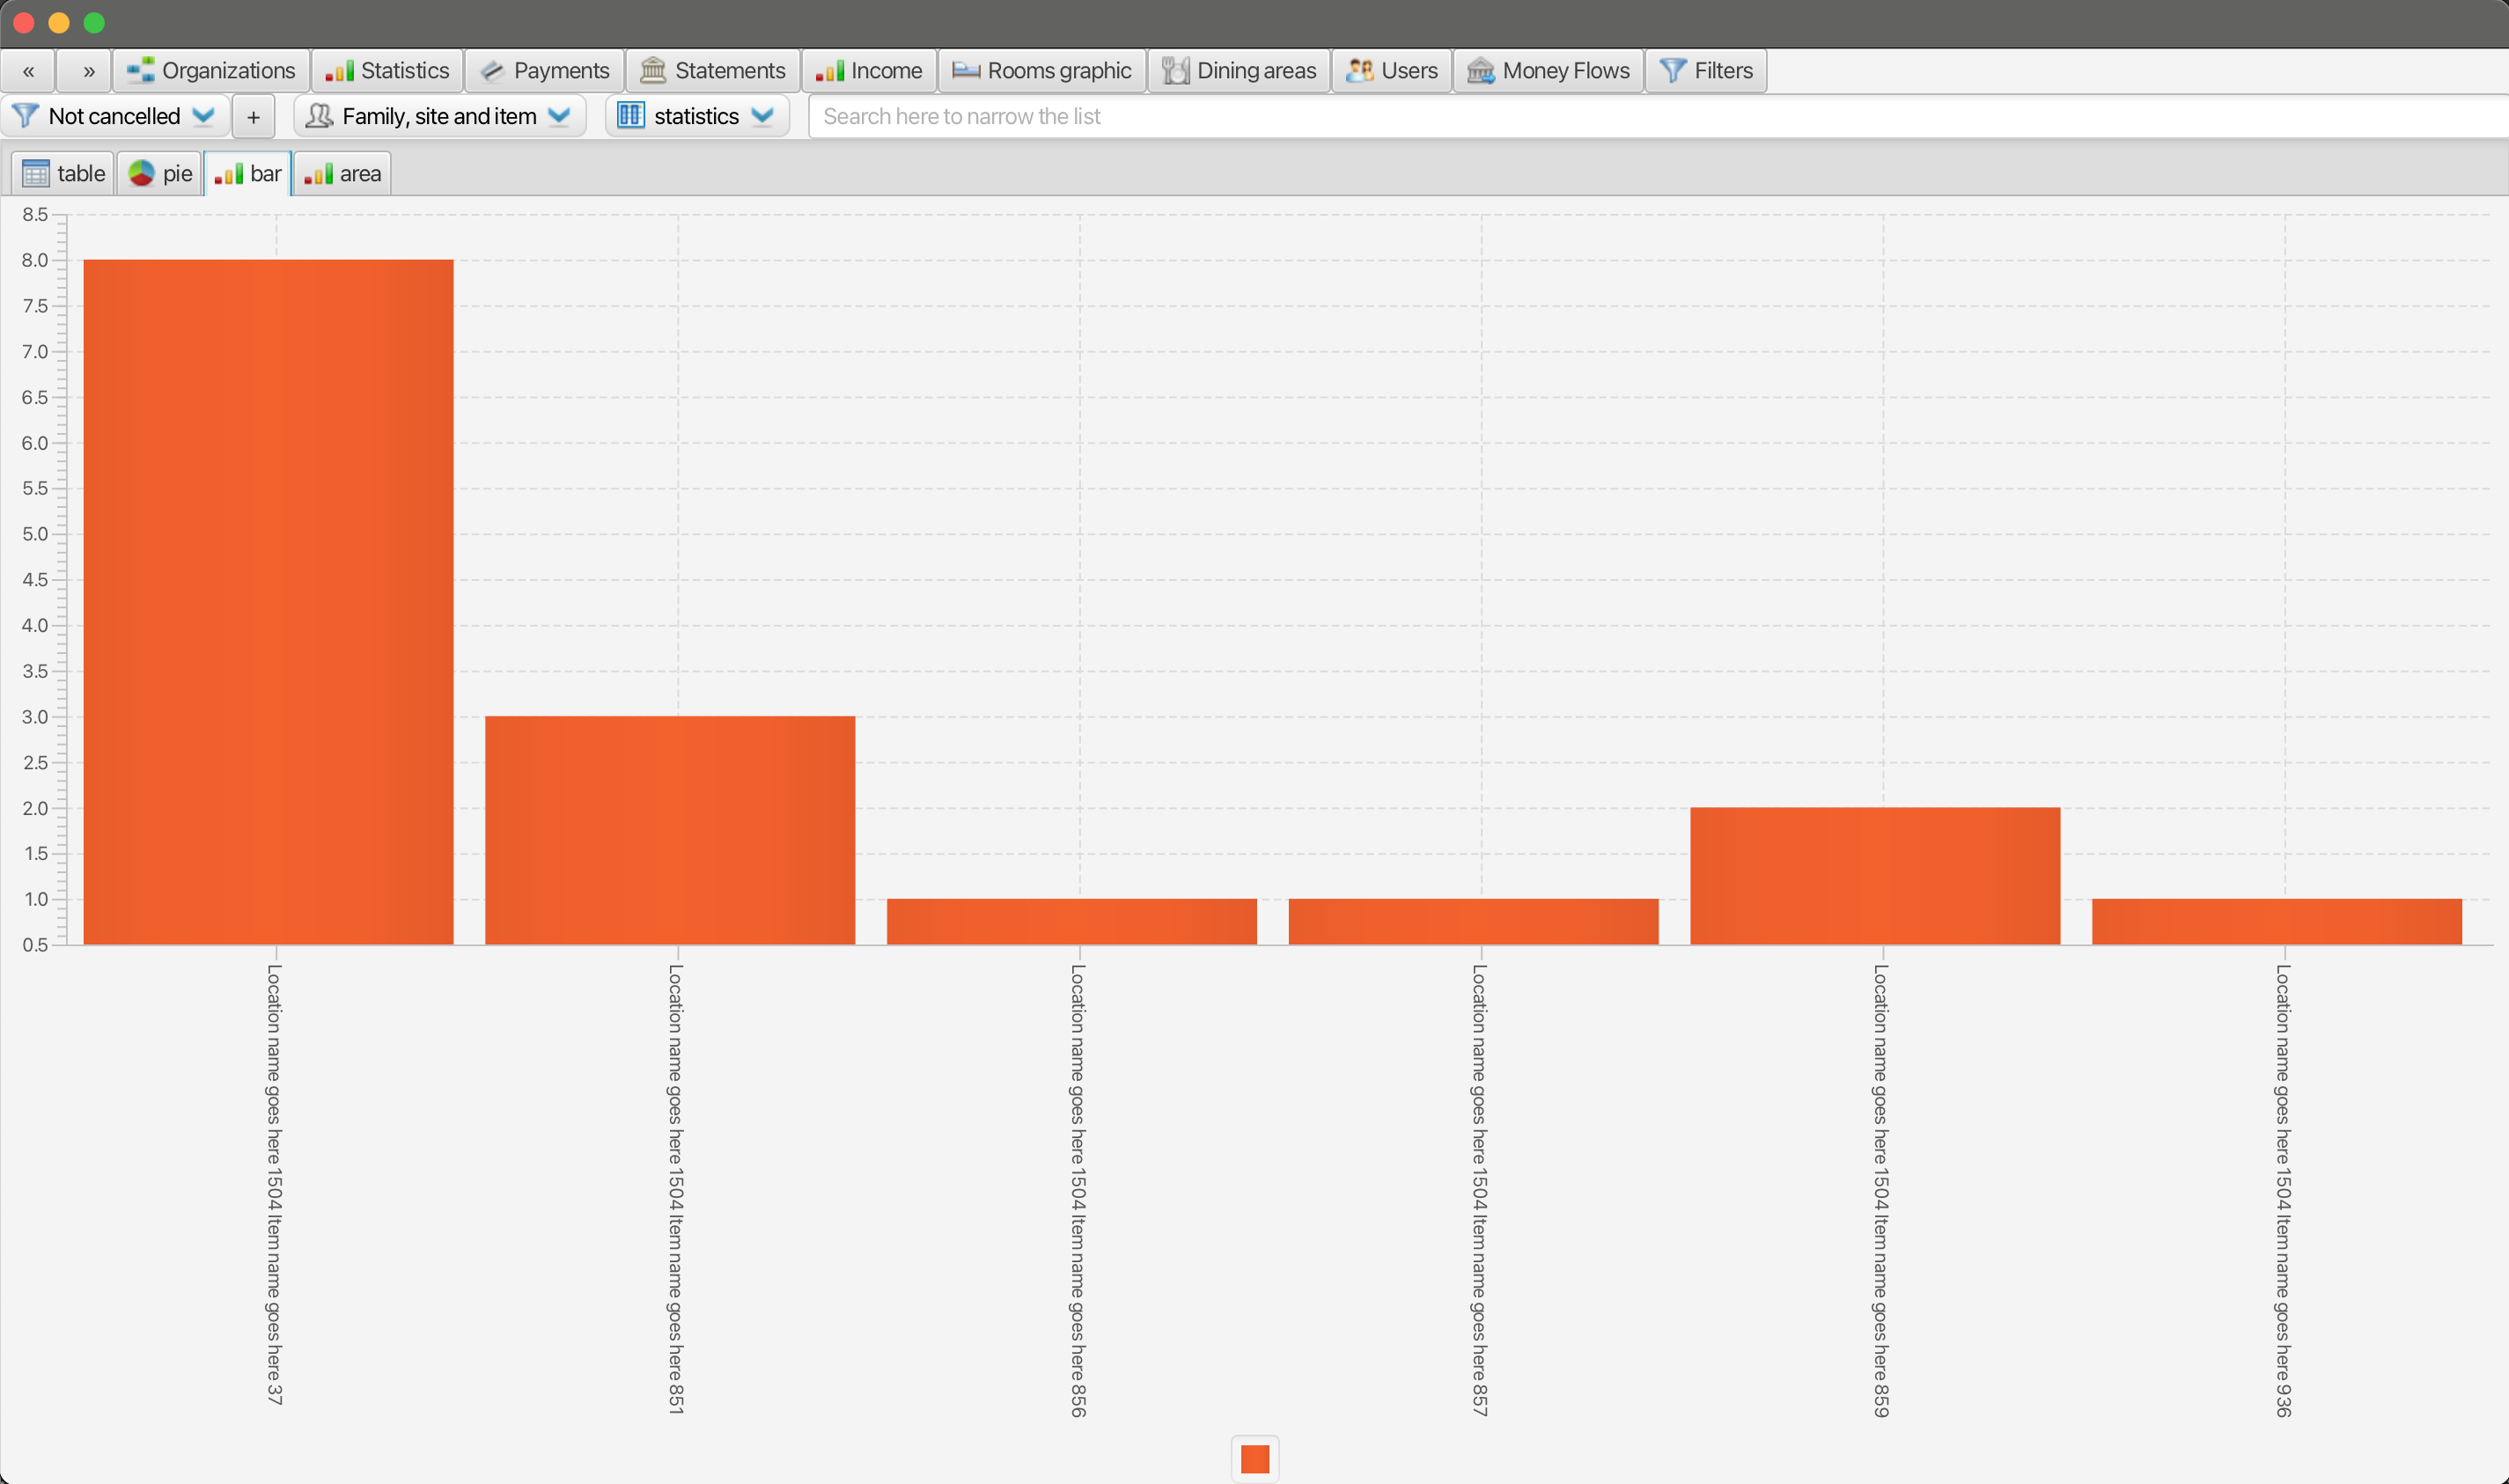 « » Organizations Statistics Payments Statements Income Rooms graphic Dining areas Users Money Flows Filters
Not cancelled + Family, site and item statistics Search here to narrow the list
table pie bar area
8.5
8.0
7.5
7.0
6.5
6.0
5.5
5.0
4.5
4.0
3.5
3.0
2.5
2.0
1.5
1.0
0.5
Location name goes here 1504 Item name goes here 37
Location name goes here 1504 Item name goes here 851
Location name goes here 1504 Item name goes here 856
Location name goes here 1504 Item name goes here 857
Location name goes here 1504 Item name goes here 859
Location name goes here 1504 Item name goes here 936